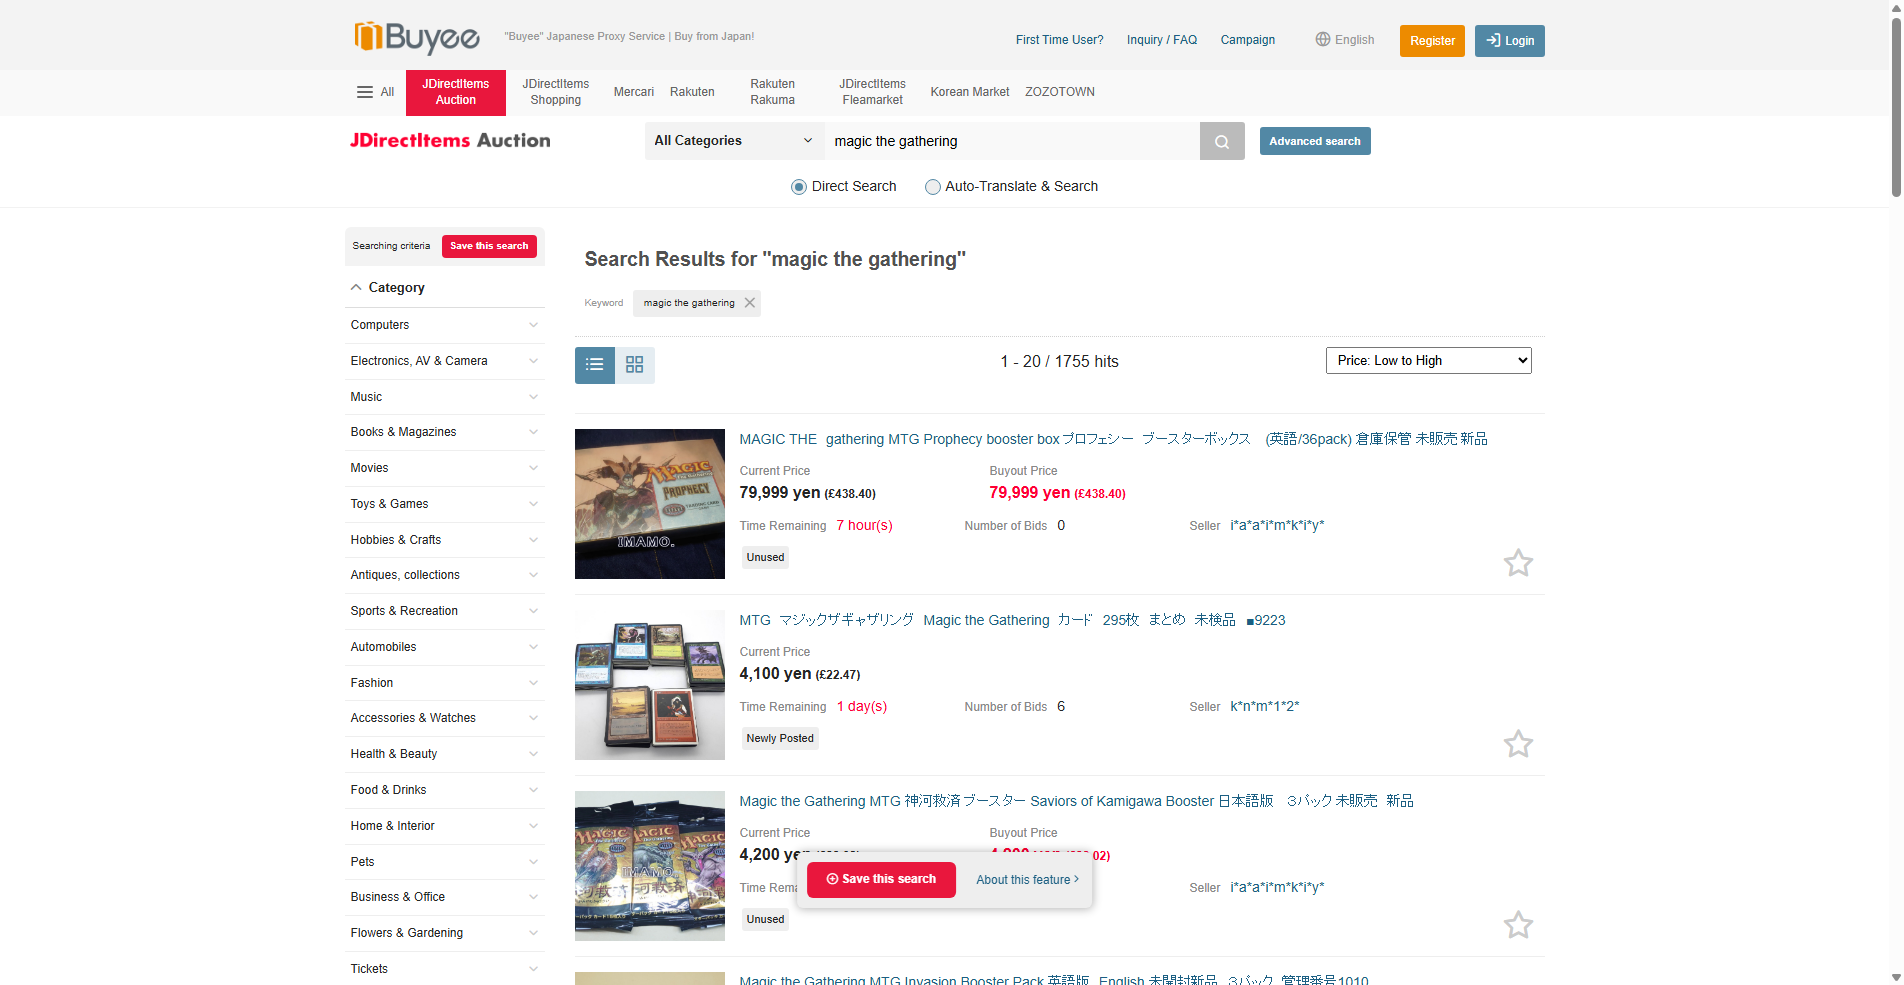 Buyee
"Buyee" Japanese Proxy Service | Buy from Japan!
First Time User?
Inquiry / FAQ
Campaign
English
Register
Login
All
JDirectItems
Auction
JDirectItems
Shopping
Mercari
Rakuten
Rakuten
Rakuma
JDirectItems
Fleamarket
Korean Market
ZOZOTOWN
JDirectItems Auction
All Categories
magic the gathering
Advanced search
Direct Search
Auto-Translate & Search
Searching criteria
Save this search
Category
Computers
Electronics, AV & Camera
Music
Books & Magazines
Movies
Toys & Games
Hobbies & Crafts
Antiques, collections
Sports & Recreation
Automobiles
Fashion
Accessories & Watches
Health & Beauty
Food & Drinks
Home & Interior
Pets
Business & Office
Flowers & Gardening
Tickets
Search Results for "magic the gathering"
Keyword
magic the gathering
1 - 20 / 1755 hits
Price: Low to High
MAGIC
PROPHECY
IMAMO.
MAGIC THE gathering MTG Prophecy booster box プロフェシー ブースターボックス (英語/36pack) 倉庫保管 未販売 新品
Current Price
Buyout Price
79,999 yen (£438.40)
79,999 yen (£438.40)
Time Remaining 7 hour(s)
Number of Bids 0
Seller i*a*a*i*m*k*i*y*
Unused
MTG マジックザギャザリング Magic the Gathering カード 295枚 まとめ 未検品 ■9223
Current Price
4,100 yen (£22.47)
Time Remaining 1 day(s)
Number of Bids 6
Seller k*n*m*1*2*
Newly Posted
MAGIC
MAGIC
MAGIC
IMAMO.
Magic the Gathering MTG 神河救済 ブースター Saviors of Kamigawa Booster 日本語版 3パック 未販売 新品
Current Price
Buyout Price
4,200
Seller i*a*a*i*m*k*i*y*
Unused
Save this search
About this feature
Magic the Gathering MTG Invasion Booster Pack 英語版 English 未開封新品 3パック 管理番号1010